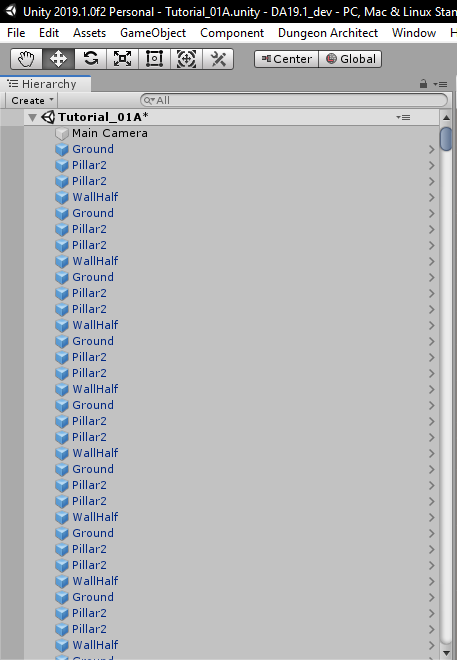 Unity 2019.1.0f2 Personal - Tutorial_01A.unity - DA19.1_dev - PC, Mac & Linux Stan
File Edit Assets GameObject Component Dungeon Architect Window H
Center Global
Hierarchy
Create All
Tutorial_01A*
Main Camera
Ground
Pillar2
Pillar2
WallHalf
Ground
Pillar2
Pillar2
WallHalf
Ground
Pillar2
Pillar2
WallHalf
Ground
Pillar2
Pillar2
WallHalf
Ground
Pillar2
Pillar2
WallHalf
Ground
Pillar2
Pillar2
WallHalf
Ground
Pillar2
Pillar2
WallHalf
Ground
Pillar2
Pillar2
WallHalf
Ground